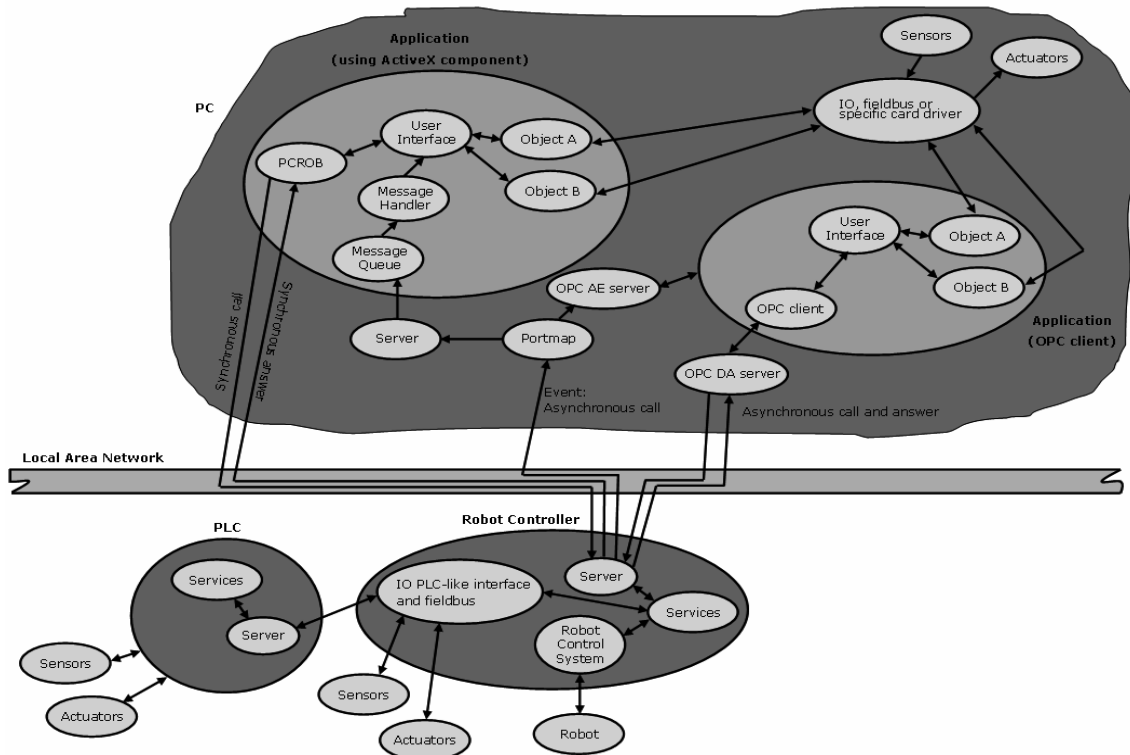 Application
(using ActiveX component)
Sensors
Actuators
PC
IO, fieldbus or
specific card driver
User
Interface
Object A
PCROB
Object B
Message
Handler
Message
Queue
User
Interface
Object A
Object B
OPC AE server
OPC client
Application
(OPC client)
Server
Portmap
OPC DA server
Synchronous call
Synchronous answer
Event:
Asynchronous call
Asynchronous call and answer
Local Area Network
PLC
Robot Controller
Services
Server
IO PLC-like interface
and fieldbus
Server
Services
Robot
Control
System
Sensors
Actuators
Sensors
Actuators
Robot